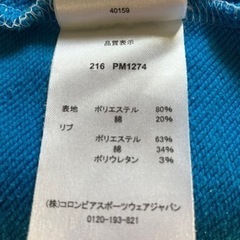 40159
品質表示
216 PM1274
表地 ポリエステル 80%
綿 20%
リブ
ポリエステル 63%
綿 34%
ポリウレタン 3%
(株)コロンビアスポーツウェアジャパン
0120-193-821